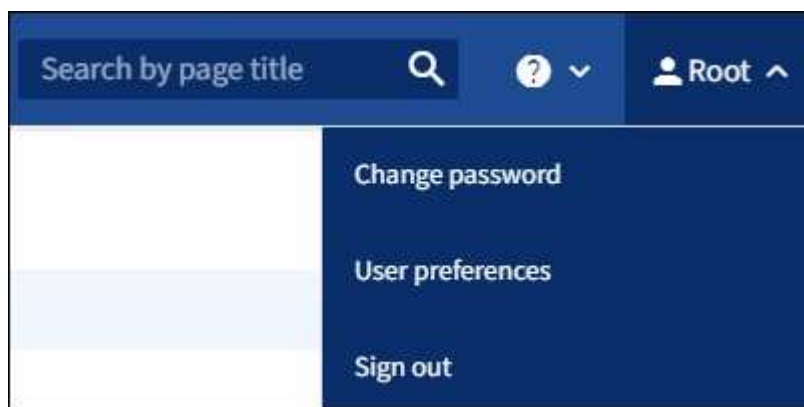 Search by page title
Root
Change password
User preferences
Sign out